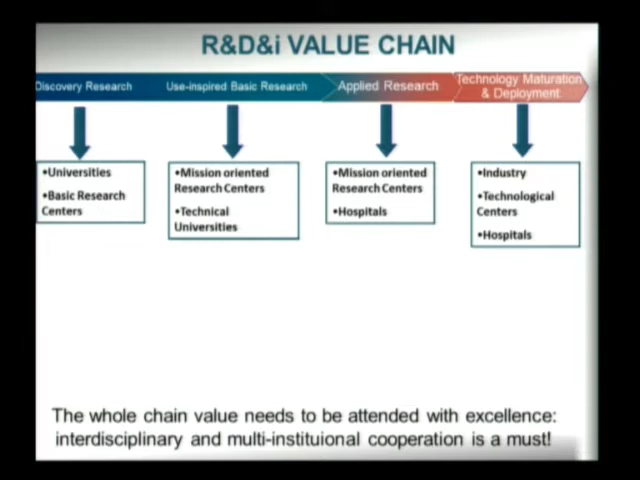 R&D&i VALUE CHAIN
Discovery Research
Use-inspired Basic Research
Applied Research
Technology Maturation
& Deployment
•Universities
•Basic Research
Centers
•Mission oriented
Research Centers
•Technical
Universities
•Mission oriented
Research Centers
•Hospitals
•Industry
•Technological
Centers
•Hospitals
The whole chain value needs to be attended with excellence:
interdisciplinary and multi-instituional cooperation is a must!